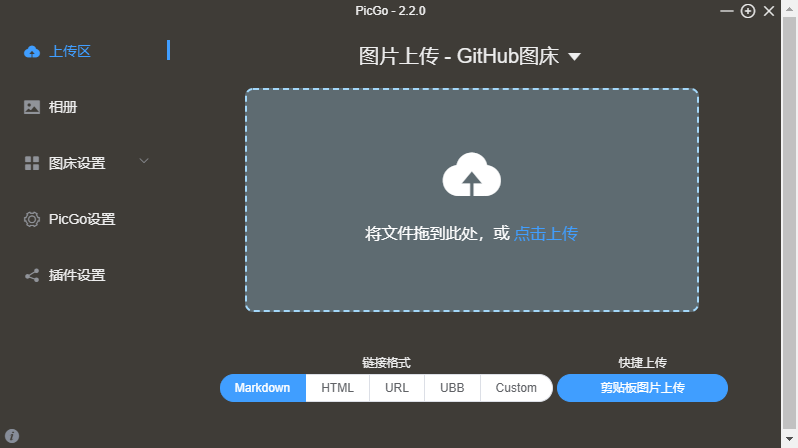 PicGo - 2.2.0
上传区
相册
图床设置
PicGo设置
插件设置
图片上传 - GitHub图床
将文件拖到此处，或 点击上传
链接格式
Markdown HTML URL UBB Custom
快捷上传
剪贴板图片上传